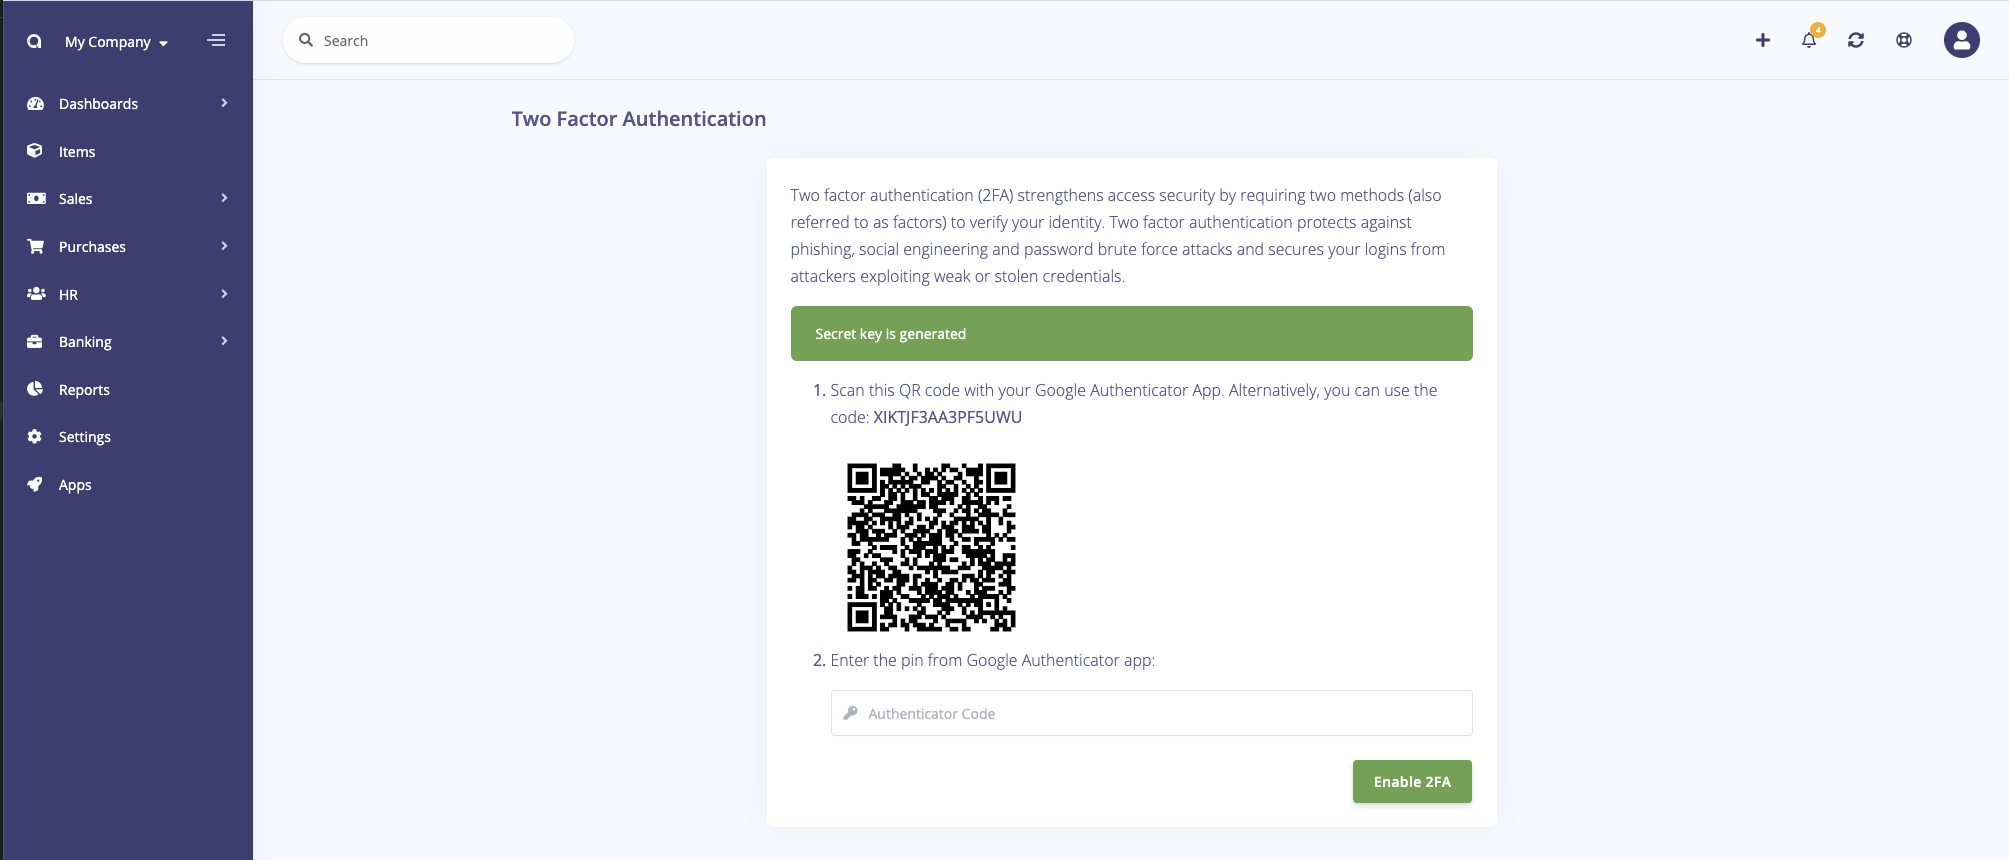 My Company
Search
4
Dashboards
Items
Sales
Purchases
HR
Banking
Reports
Settings
Apps
Two Factor Authentication
Two factor authentication (2FA) strengthens access security by requiring two methods (also
referred to as factors) to verify your identity. Two factor authentication protects against
phishing, social engineering and password brute force attacks and secures your logins from
attackers exploiting weak or stolen credentials.
Secret key is generated
1. Scan this QR code with your Google Authenticator App. Alternatively, you can use the
code: XIKTJF3AA3PF5UWU
2. Enter the pin from Google Authenticator app:
Authenticator Code
Enable 2FA